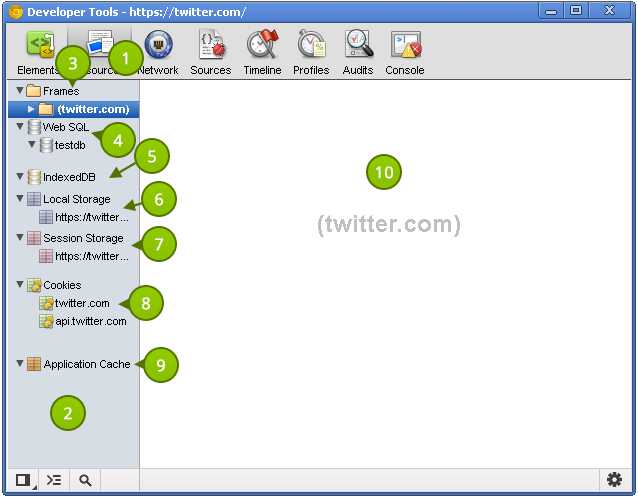 Developer Tools - https://twitter.com/
Elements Network Sources Timeline Profiles Audits Console
1
3
Frames
(twitter.com)
Web SQL
4
testdb
5
IndexedDB
10
Local Storage
6
https://twitter...
(twitter.com)
Session Storage
7
https://twitter...
Cookies
twitter.com
8
api.twitter.com
Application Cache
9
2